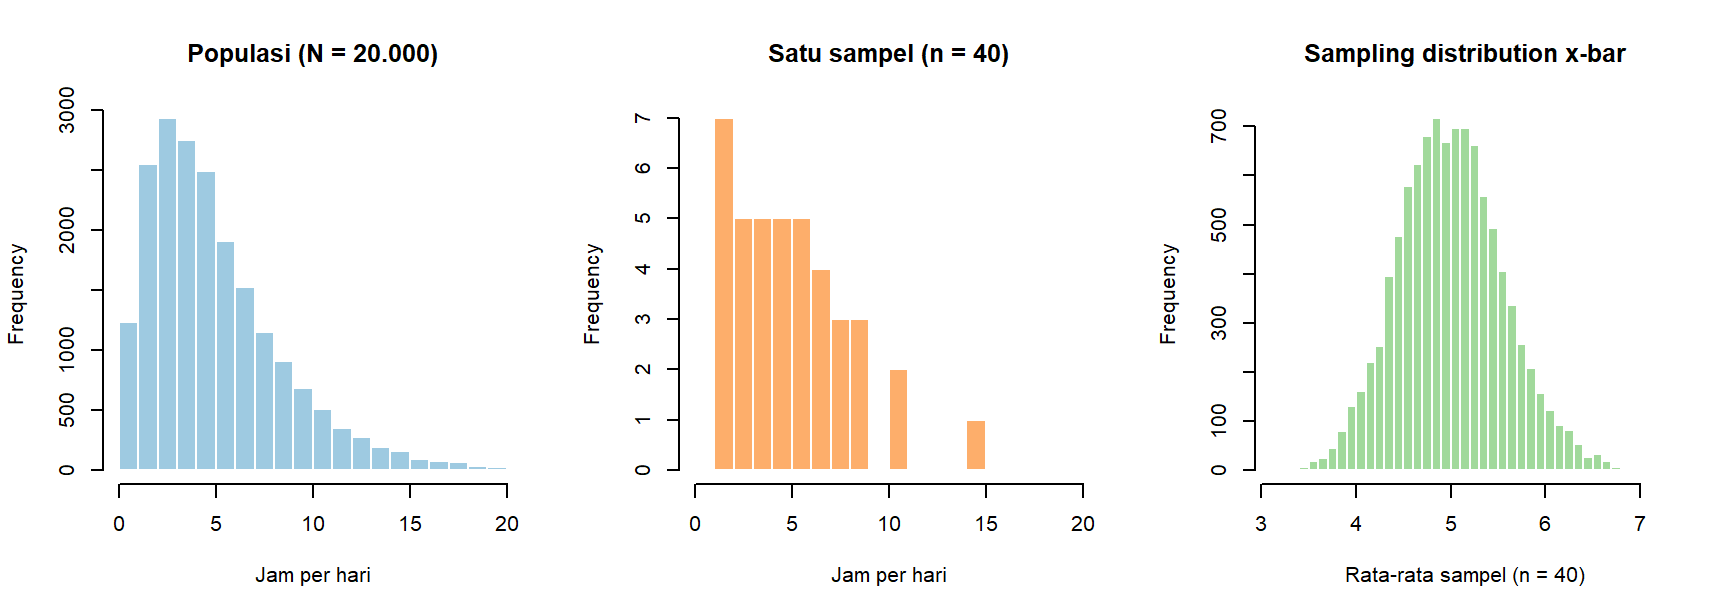 Populasi (N = 20.000)
Frequency
3000
2000
1000
500
0
0 5 10 15 20
Jam per hari
Satu sampel (n = 40)
Frequency
7
6
5
4
3
2
1
0
0 5 10 15 20
Jam per hari
Sampling distribution x-bar
Frequency
700
500
300
100
0
3 4 5 6 7
Rata-rata sampel (n = 40)